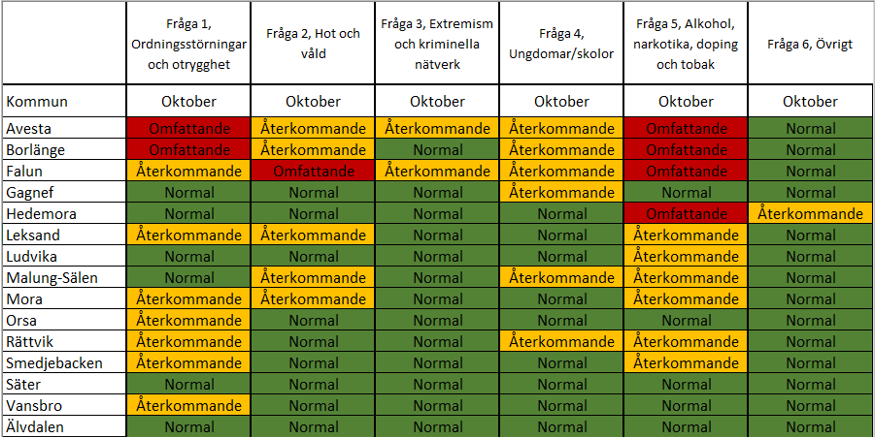 Fråga 1, Ordningsstörningar och otrygghet	Fråga 2, Hot och våld	Fråga 3, Extremism och kriminella nätverk	Fråga 4, Ungdomar/skolor	Fråga 5, Alkohol, narkotika, doping och tobak	Fråga 6, Övrigt
Kommun	Oktober	Oktober	Oktober	Oktober	Oktober	Oktober
Avesta	Omfattande	Återkommande	Återkommande	Återkommande	Omfattande	Normal
Borlänge	Omfattande	Återkommande	Normal	Återkommande	Omfattande	Normal
Falun	Återkommande	Omfattande	Återkommande	Återkommande	Omfattande	Normal
Gagnef	Normal	Normal	Normal	Återkommande	Normal	Normal
Hedemora	Normal	Normal	Normal	Normal	Omfattande	Återkommande
Leksand	Återkommande	Återkommande	Normal	Normal	Återkommande	Normal
Ludvika	Normal	Normal	Normal	Normal	Återkommande	Normal
Malung-Sälen	Normal	Återkommande	Normal	Återkommande	Återkommande	Normal
Mora	Återkommande	Återkommande	Normal	Normal	Återkommande	Normal
Orsa	Återkommande	Normal	Normal	Normal	Normal	Normal
Rättvik	Återkommande	Normal	Normal	Återkommande	Återkommande	Normal
Smedjebacken	Återkommande	Normal	Normal	Normal	Återkommande	Normal
Säter	Normal	Normal	Normal	Normal	Normal	Normal
Vansbro	Återkommande	Normal	Normal	Normal	Normal	Normal
Älvdalen	Normal	Normal	Normal	Normal	Normal	Normal